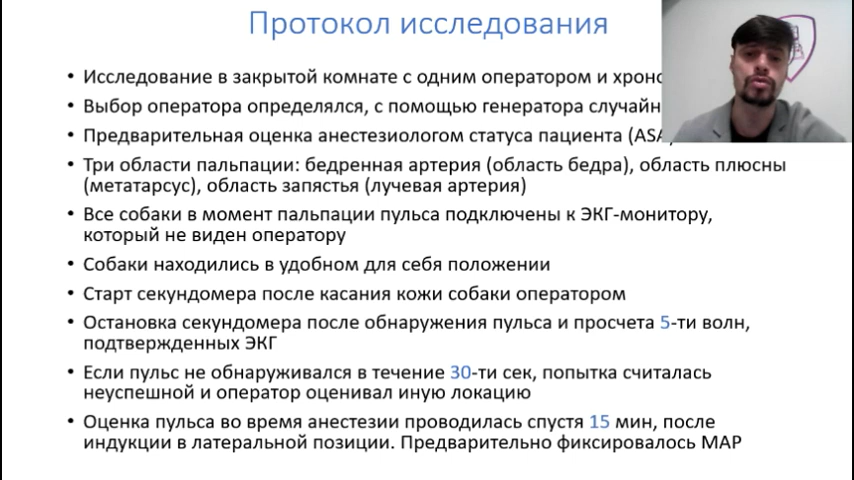 Протокол исследования
• Исследование в закрытой комнате с одним оператором и
• Выбор оператора определялся, с помощью генератора
• Предварительная оценка анестезиологом статуса пациента (ASA,
• Три области пальпации: бедренная артерия (область бедра), область плюсны
(метатарсус), область запястья (лучевая артерия)
• Все собаки в момент пальпации пульса подключены к ЭКГ-монитору,
который не виден оператору
• Собаки находились в удобном для себя положении
• Старт секундомера после касания кожи собаки оператором
• Остановка секундомера после обнаружения пульса и просчета 5-ти волн,
подтвержденных ЭКГ
• Если пульс не обнаруживался в течение 30-ти сек, попытка считалась
неуспешной и оператор оценивал иную локацию
• Оценка пульса во время анестезии проводилась спустя 15 мин, после
индукции в латеральной позиции. Предварительно фиксировалось MAP